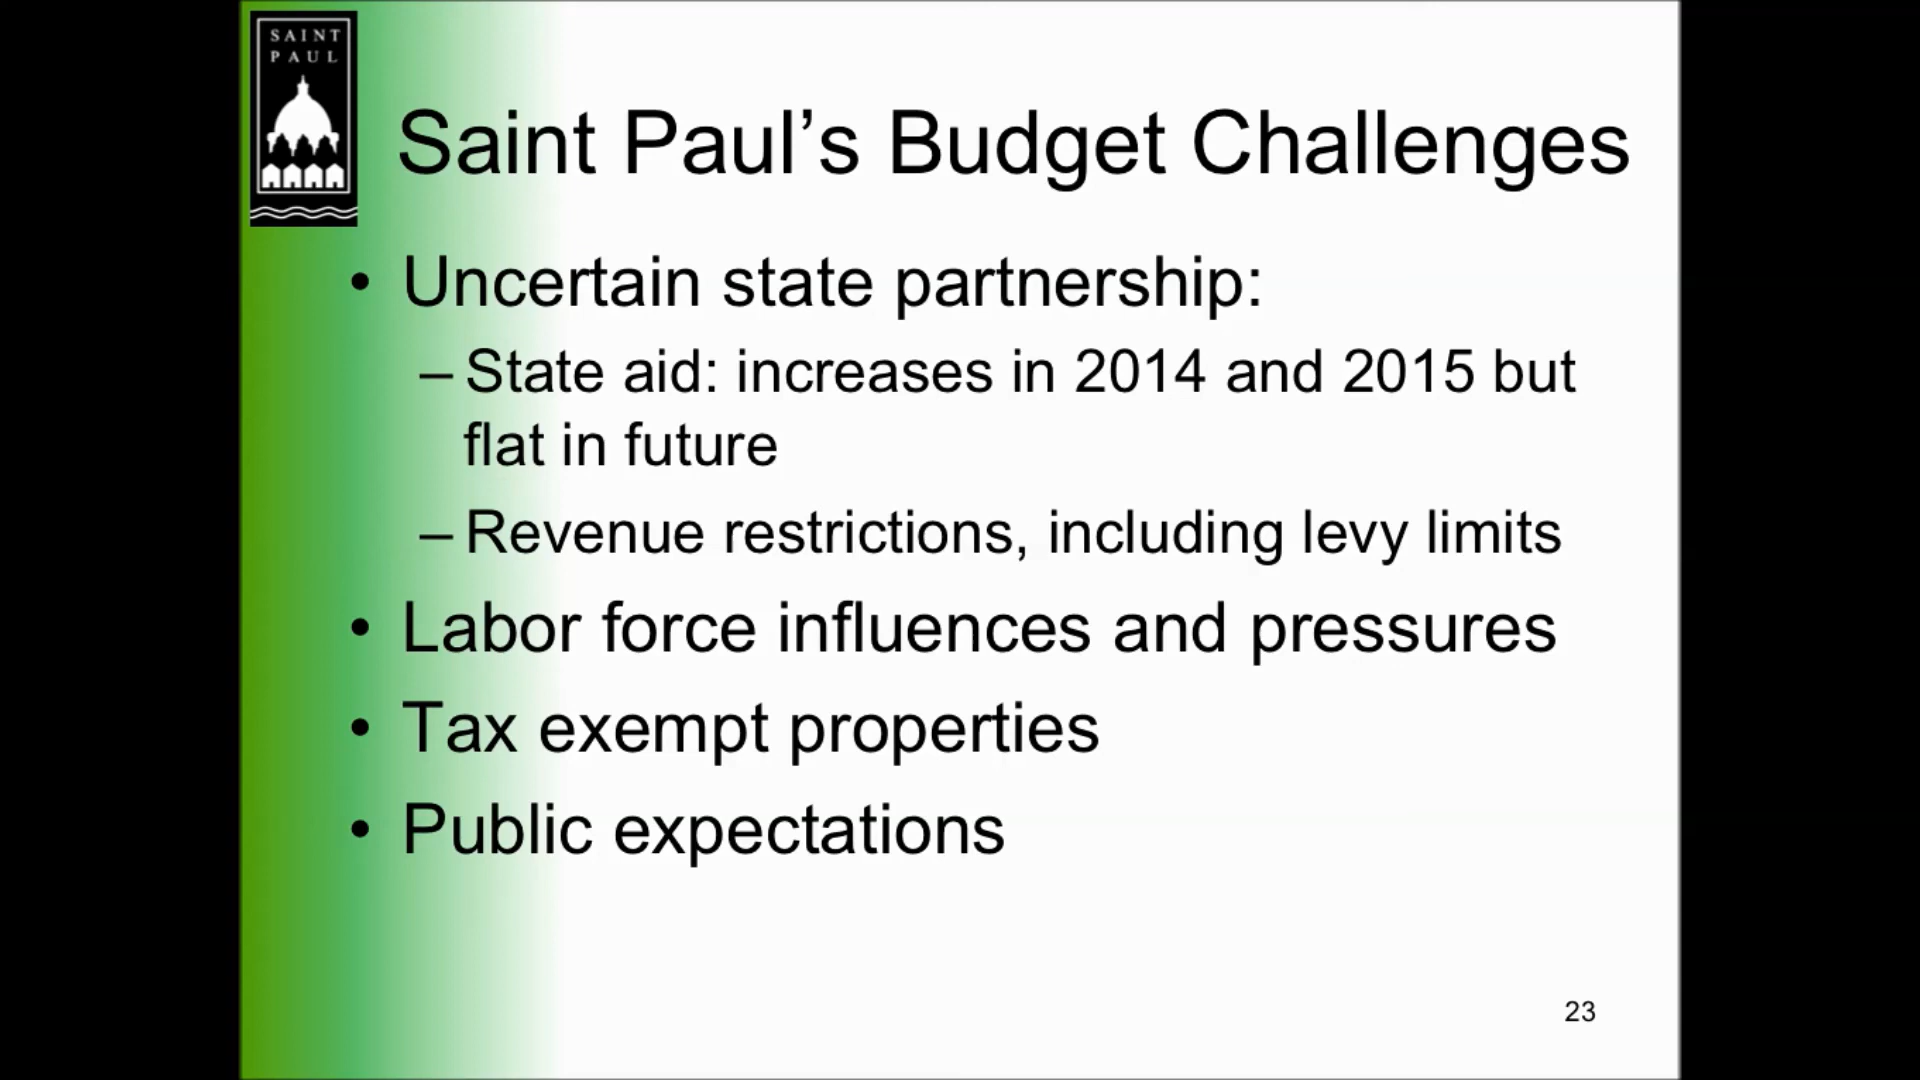 SAINT
PAUL
Saint Paul’s Budget Challenges
• Uncertain state partnership:
– State aid: increases in 2014 and 2015 but
flat in future
– Revenue restrictions, including levy limits
• Labor force influences and pressures
• Tax exempt properties
• Public expectations
23